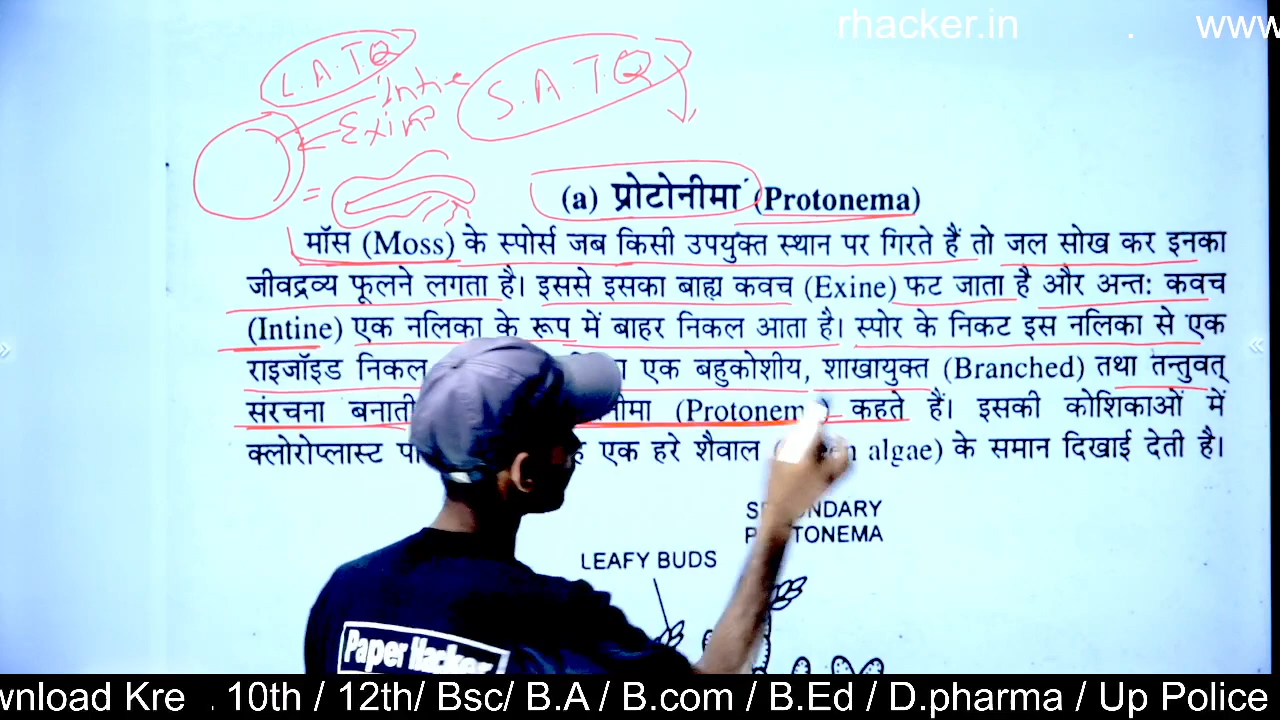 rhacker.in . www
L.A.T.Q
Intine
Exine
S.A.T.Q
=
(a) प्रोटोनीमा (Protonema)
मॉस (Moss) के स्पोर्स जब किसी उपयुक्त स्थान पर गिरते हैं तो जल सोख कर इनका
जीवद्रव्य फूलने लगता है। इससे इसका बाह्य कवच (Exine) फट जाता है और अन्त: कवच
(Intine) एक नलिका के रूप में बाहर निकल आता है। स्पोर के निकट इस नलिका से एक
राइजॉइड निकल एक बहुकोशीय, शाखायुक्त (Branched) तथा तन्तुवत्
संरचना बनाती (Protonem कहते हैं। इसकी कोशिकाओं में
क्लोरोप्लास्ट एक हरे शैवाल algae) के समान दिखाई देती है।
SECONDARY
PROTONEMA
LEAFY BUDS
Paper Hacker
wnload Kre . 10th / 12th/ Bsc/ B.A / B.com / B.Ed / D.pharma / Up Police